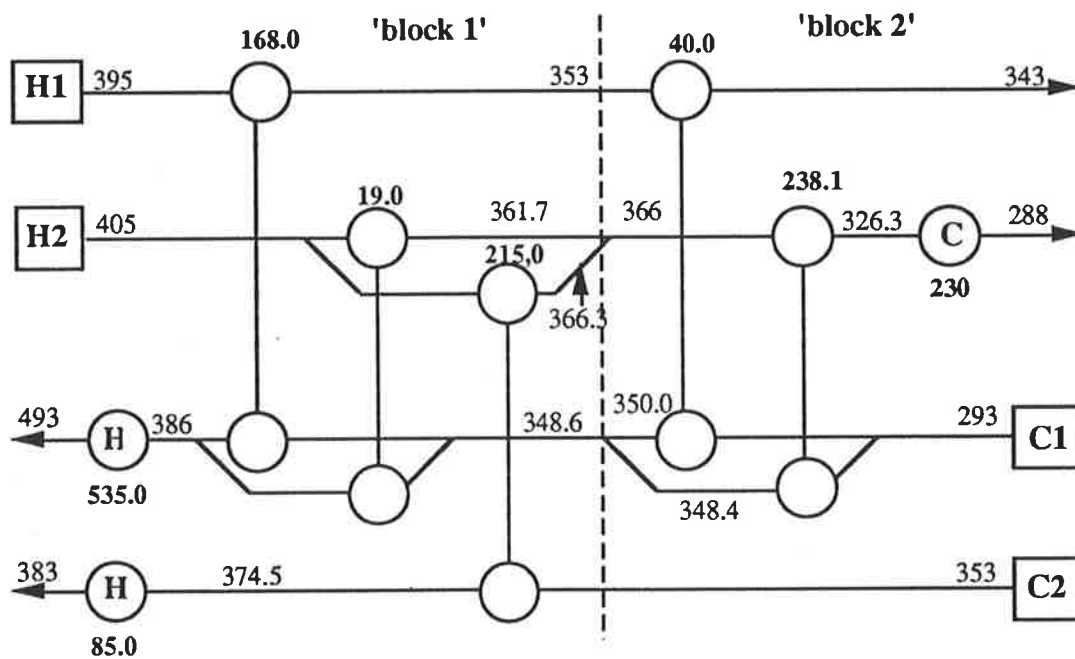 'block 1' 'block 2'
168.0 40.0
H1 395 353 343
19.0 238.1
H2 405 361.7 366 326.3 C 288
215,0 230
366.3
493 H 386 348.6 350.0 293 C1
535.0 348.4
383 H 374.5 353 C2
85.0